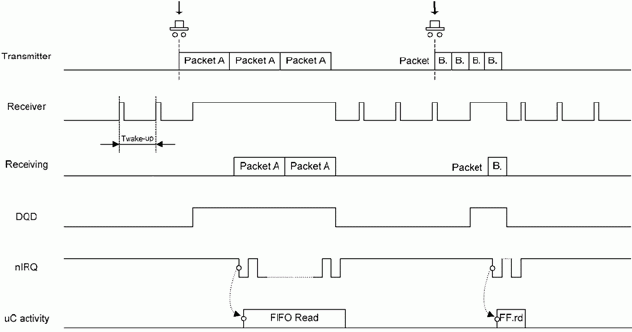 Transmitter
Packet A Packet A Packet A
Packet B. B. B. B.
Receiver
Twake-up
Receiving
Packet A Packet A
Packet B.
DQD
nIRQ
uC activity
FIFO Read
FF.rd